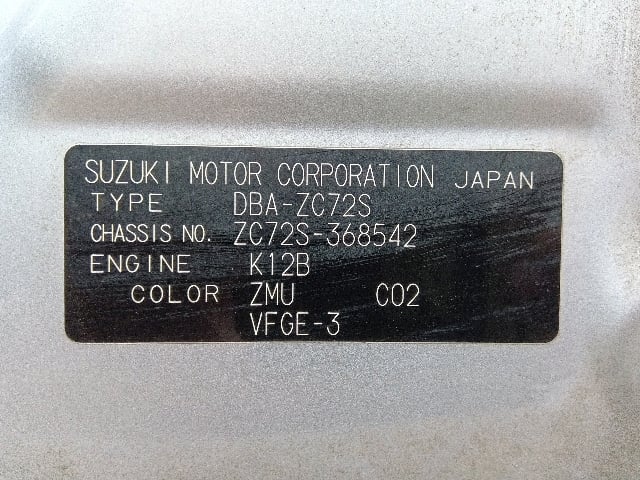 SUZUKI MOTOR CORPORATION JAPAN
TYPE DBA-ZC72S
CHASSIS NO. ZC72S-368542
ENGINE K12B
COLOR ZMU C02
VFGE-3